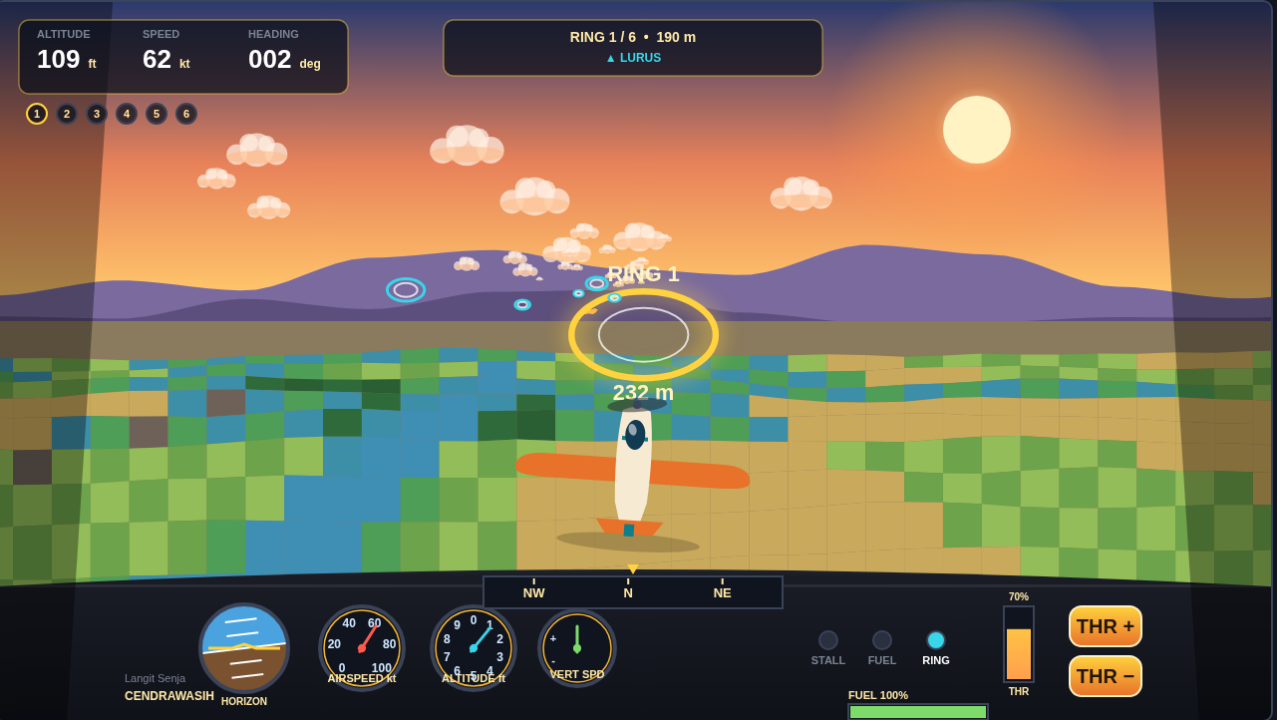 ALTITUDE SPEED HEADING
109 ft 62 kt 002 deg
RING 1 / 6 • 190 m
▲ LURUS
1 2 3 4 5 6
RING 1
232 m
NW N NE
70%
THR
THR +
THR −
STALL FUEL RING
FUEL 100%
0 20 40 60 80 100
AIRSPEED kt
0 1 2 3 4 5 6 7 8 9
ALTITUDE ft
+
-
VERT SPD
Langit Senja
CENDRAWASIH
HORIZON